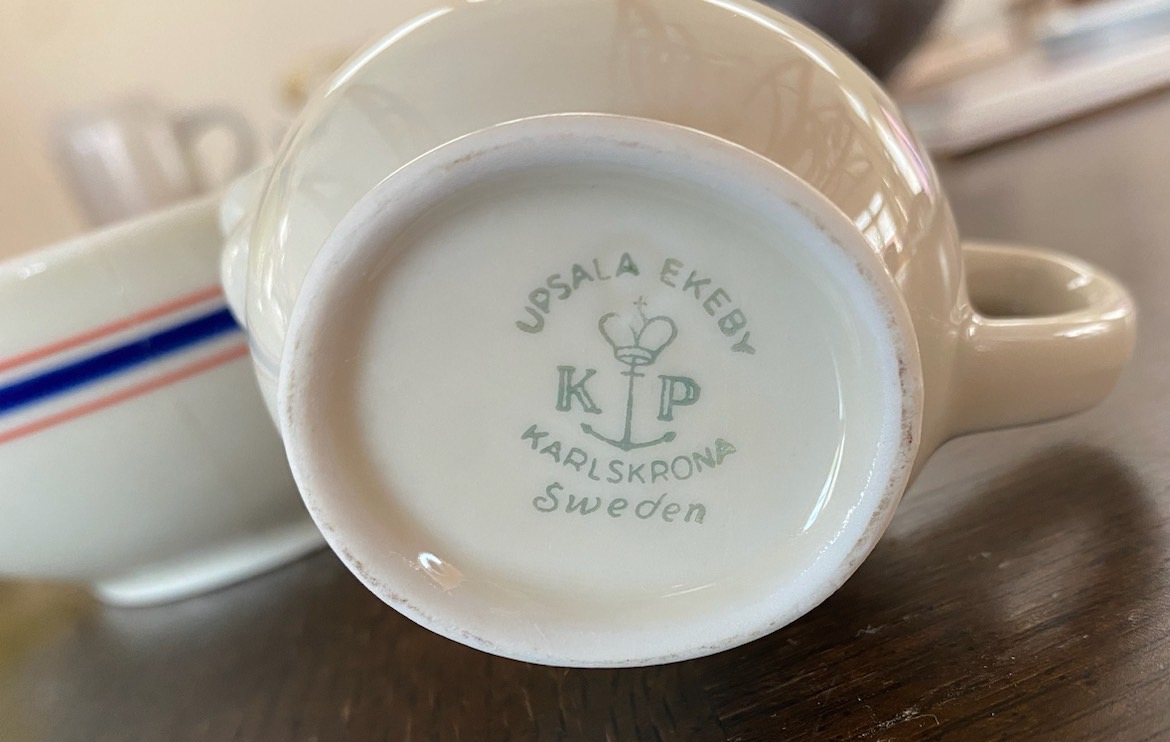 UPSALA EKEBY
K P
KARLSKRONA
Sweden